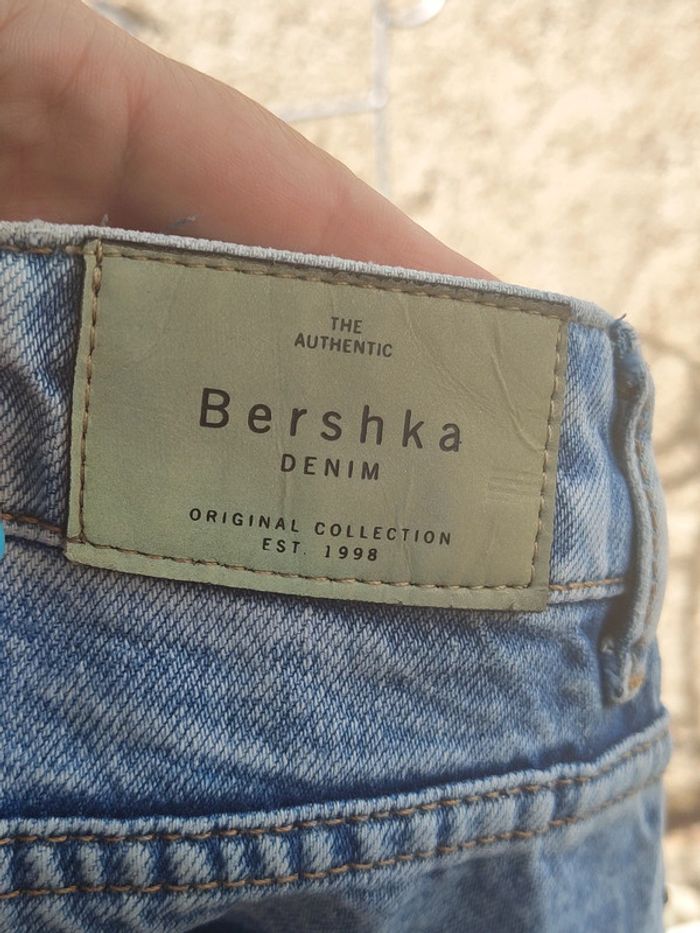 THE
AUTHENTIC
Bershka
DENIM
ORIGINAL COLLECTION
EST. 1998